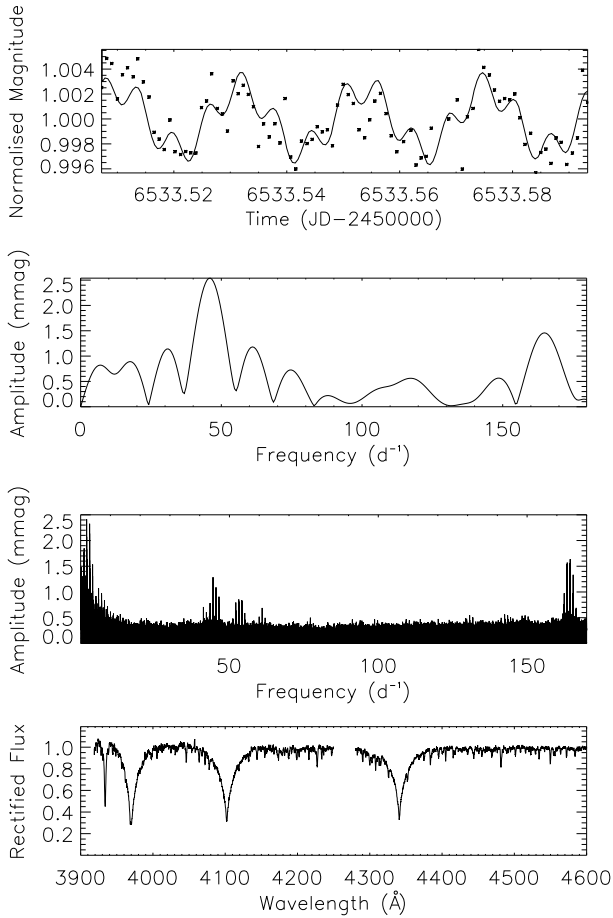 Normalised Magnitude
1.004
1.002
1.000
0.998
0.996
6533.52 6533.54 6533.56 6533.58
Time (JD−2450000)
Amplitude (mmag)
2.5
2.0
1.5
1.0
0.5
0.0
0 50 100 150
Frequency (d⁻¹)
Amplitude (mmag)
2.5
2.0
1.5
1.0
0.5
0.0
50 100 150
Frequency (d⁻¹)
Rectified Flux
1.0
0.8
0.6
0.4
0.2
3900 4000 4100 4200 4300 4400 4500 4600
Wavelength (Å)